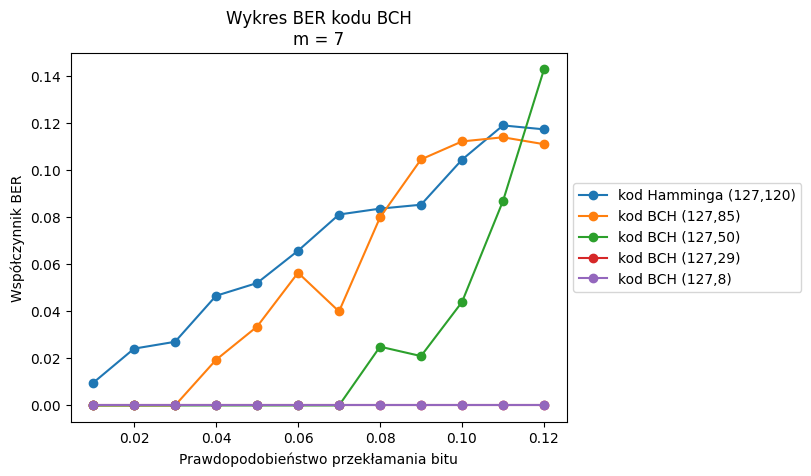 Wykres BER kodu BCH
m = 7
Współczynnik BER
0.14
0.12
0.10
0.08
0.06
0.04
0.02
0.00
0.02 0.04 0.06 0.08 0.10 0.12
Prawdopodobieństwo przekłamania bitu
kod Hamminga (127,120)
kod BCH (127,85)
kod BCH (127,50)
kod BCH (127,29)
kod BCH (127,8)